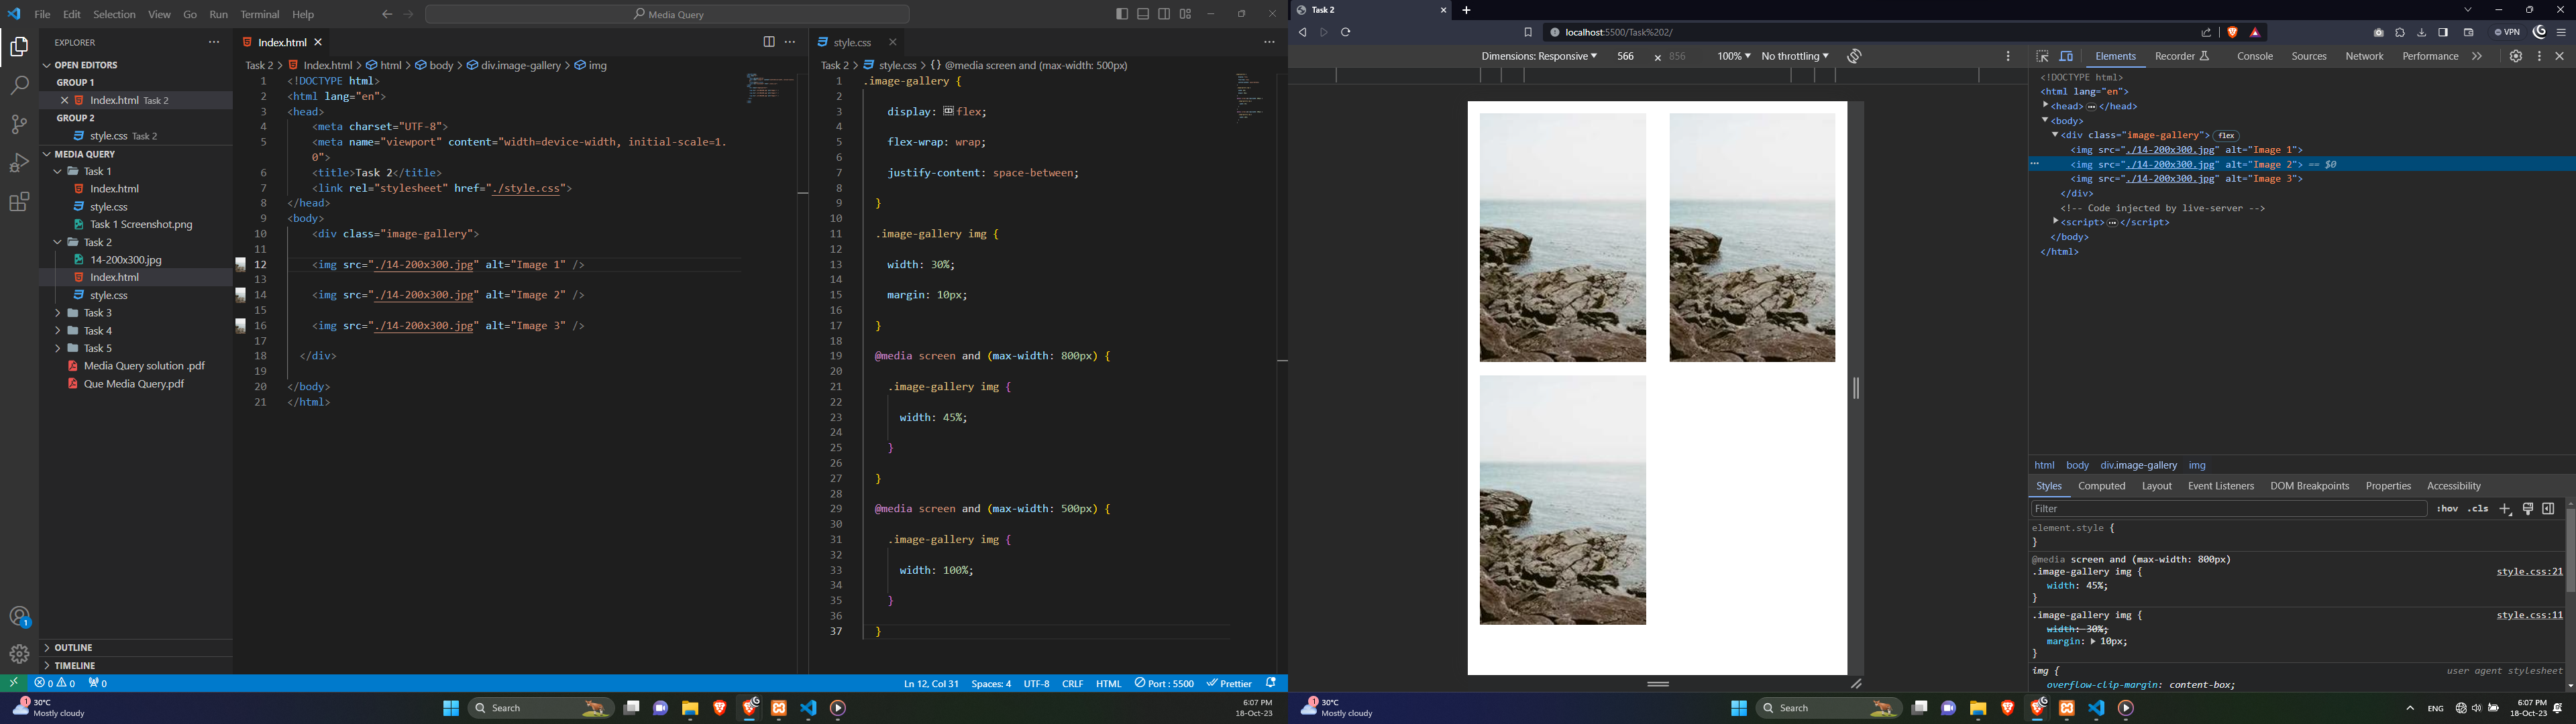 File Edit Selection View Go Run Terminal Help
Media Query
EXPLORER
OPEN EDITORS
GROUP 1
Index.html Task 2
GROUP 2
style.css Task 2
MEDIA QUERY
Task 1
Index.html
style.css
Task 1 Screenshot.png
Task 2
14-200x300.jpg
Index.html
style.css
Task 3
Task 4
Task 5
Media Query solution .pdf
Que Media Query.pdf
OUTLINE
TIMELINE
Index.html
Task 2 > Index.html > html > body > div.image-gallery > img
1 <!DOCTYPE html>
2 <html lang="en">
3 <head>
4 <meta charset="UTF-8">
5 <meta name="viewport" content="width=device-width, initial-scale=1.
0">
6 <title>Task 2</title>
7 <link rel="stylesheet" href="./style.css">
8 </head>
9 <body>
10 <div class="image-gallery">
11
12 <img src="./14-200x300.jpg" alt="Image 1" />
13
14 <img src="./14-200x300.jpg" alt="Image 2" />
15
16 <img src="./14-200x300.jpg" alt="Image 3" />
17
18 </div>
19
20 </body>
21 </html>
style.css
Task 2 > style.css > {} @media screen and (max-width: 500px)
1 .image-gallery {
2
3 display: flex;
4
5 flex-wrap: wrap;
6
7 justify-content: space-between;
8
9 }
10
11 .image-gallery img {
12
13 width: 30%;
14
15 margin: 10px;
16
17 }
18
19 @media screen and (max-width: 800px) {
20
21 .image-gallery img {
22
23 width: 45%;
24
25 }
26
27 }
28
29 @media screen and (max-width: 500px) {
30
31 .image-gallery img {
32
33 width: 100%;
34
35 }
36
37 }
0 0 0
Ln 12, Col 31 Spaces: 4 UTF-8 CRLF HTML Port : 5500 Prettier
1 30°C
Mostly cloudy
Search
6:07 PM
18-Oct-23
Task 2
localhost:5500/Task%202/
VPN
Dimensions: Responsive 566 × 856 100% No throttling
Elements Recorder Console Sources Network Performance
<!DOCTYPE html>
<html lang="en">
<head> </head>
<body>
<div class="image-gallery"> flex
<img src="./14-200x300.jpg" alt="Image 1">
<img src="./14-200x300.jpg" alt="Image 2"> == $0
<img src="./14-200x300.jpg" alt="Image 3">
</div>
<!-- Code injected by live-server -->
<script> </script>
</body>
</html>
html body div.image-gallery img
Styles Computed Layout Event Listeners DOM Breakpoints Properties Accessibility
Filter :hov .cls
element.style {
}
@media screen and (max-width: 800px)
.image-gallery img { style.css:21
width: 45%;
}
.image-gallery img { style.css:11
width: 30%;
margin: 10px;
}
img { user agent stylesheet
overflow-clip-margin: content-box;
1 30°C
Mostly cloudy
Search
ENG
6:07 PM
18-Oct-23